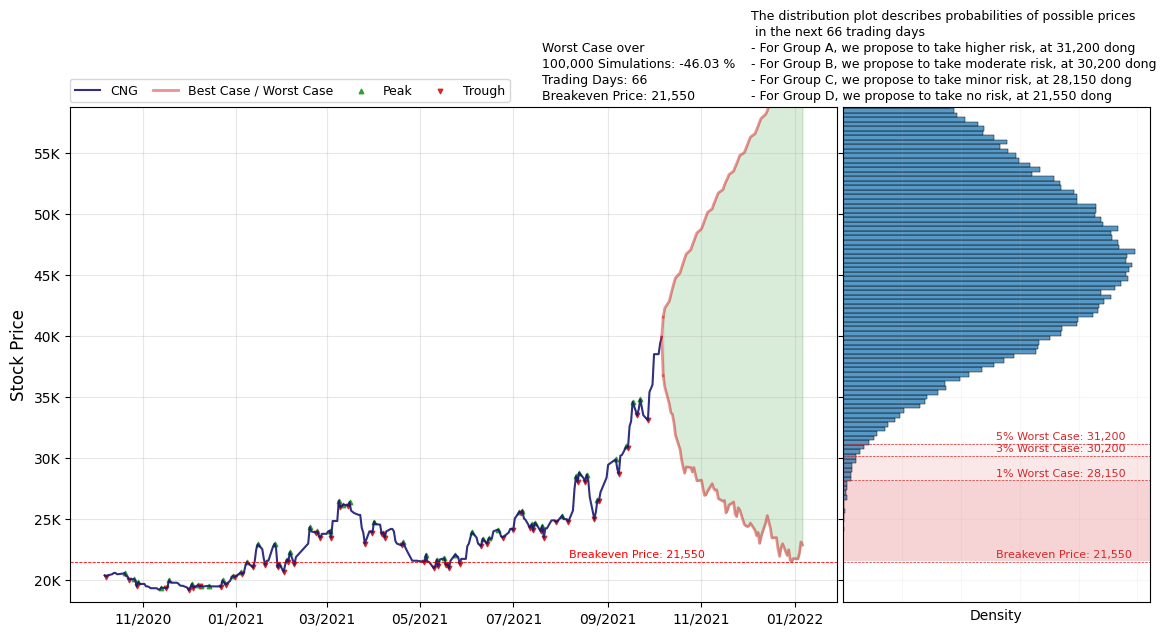 The distribution plot describes probabilities of possible prices
in the next 66 trading days
- For Group A, we propose to take higher risk, at 31,200 dong
- For Group B, we propose to take moderate risk, at 30,200 dong
- For Group C, we propose to take minor risk, at 28,150 dong
- For Group D, we propose to take no risk, at 21,550 dong
Worst Case over
100,000 Simulations: -46.03 %
Trading Days: 66
Breakeven Price: 21,550
CNG
Best Case / Worst Case
Peak
Trough
Stock Price
55K
50K
45K
40K
35K
30K
25K
20K
Breakeven Price: 21,550
11/2020
01/2021
03/2021
05/2021
07/2021
09/2021
11/2021
01/2022
5% Worst Case: 31,200
3% Worst Case: 30,200
1% Worst Case: 28,150
Breakeven Price: 21,550
Density